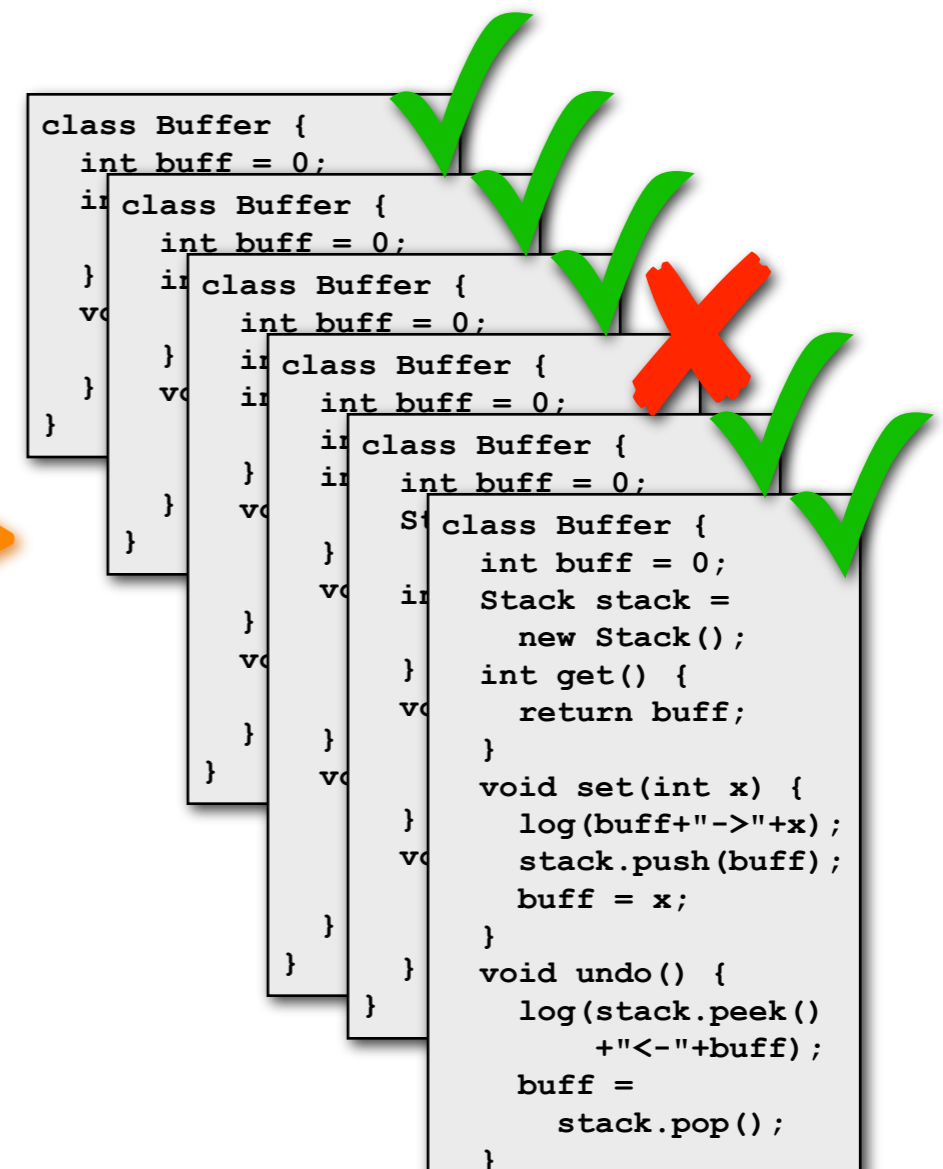 class Buffer {
int buff = 0;
}
}
}
class Buffer {
int buff = 0;
}
}
}
class Buffer {
int buff = 0;
}
}
}
}
class Buffer {
int buff = 0;
}
}
}
}
class Buffer {
int buff = 0;
}
}
}
}
class Buffer {
int buff = 0;
Stack stack =
new Stack();
int get() {
return buff;
}
void set(int x) {
log(buff+"->"+x);
stack.push(buff);
buff = x;
}
void undo() {
log(stack.peek()
+"<-"+buff);
buff =
stack.pop();
}